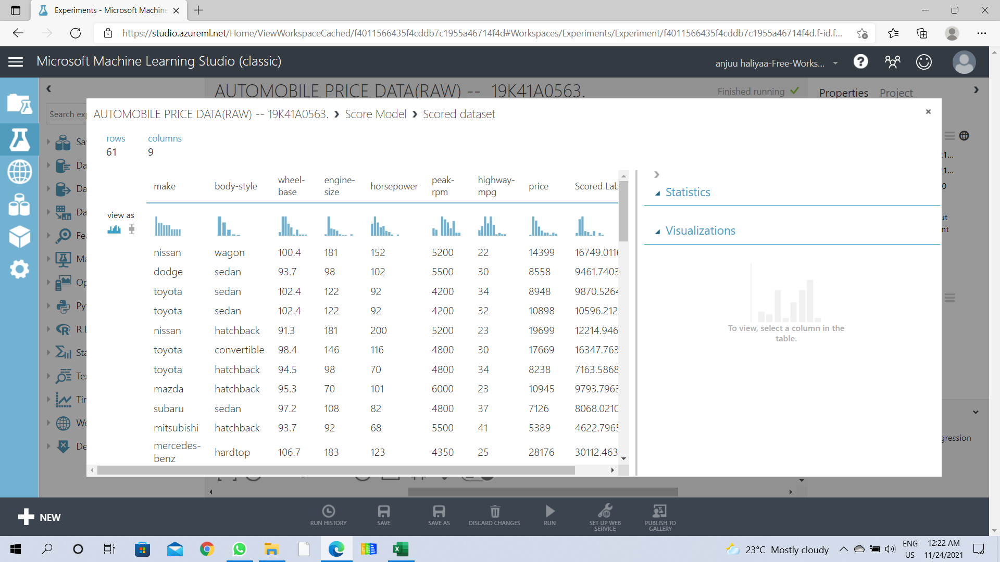 Experiments - Microsoft Machine
https://studio.azureml.net/Home/ViewWorkspaceCached/f4011566435f4cddb7c1955a46714f4d#Workspaces/Experiments/Experiment/f4011566435f4cddb7c1955a46714f4d.f-id.f...
Microsoft Machine Learning Studio (classic)
anjuu haliyaa-Free-Works...
AUTOMOBILE PRICE DATA(RAW) -- 19K41A0563.
Finished running
Properties Project
Search exp
AUTOMOBILE PRICE DATA(RAW) -- 19K41A0563. > Score Model > Scored dataset
rows columns
61 9
make body-style wheel-base engine-size horsepower peak-rpm highway-mpg price Scored Lab
view as
nissan wagon 100.4 181 152 5200 22 14399 16749.0116
dodge sedan 93.7 98 102 5500 30 8558 9461.7403
toyota sedan 102.4 122 92 4200 34 8948 9870.5264
toyota sedan 102.4 122 92 4200 32 10898 10596.212
nissan hatchback 91.3 181 200 5200 23 19699 12214.946
toyota convertible 98.4 146 116 4800 30 17669 16347.763
toyota hatchback 94.5 98 70 4800 34 8238 7163.5868
mazda hatchback 95.3 70 101 6000 23 10945 9793.7963
subaru sedan 97.2 108 82 4800 37 7126 8068.0210
mitsubishi hatchback 93.7 92 68 5500 41 5389 4622.7965
mercedes-benz hardtop 106.7 183 123 4350 25 28176 30112.463
Statistics
Visualizations
To view, select a column in the
table.
Sa
Da
Da
Da
Fea
Ma
Op
Py
R L
Sta
Tex
Tim
We
De
21...
21...
0
ut
nt
gression
NEW
RUN HISTORY
SAVE
SAVE AS
DISCARD CHANGES
RUN
SET UP WEB
SERVICE
PUBLISH TO
GALLERY
23°C Mostly cloudy
ENG
US
12:22 AM
11/24/2021